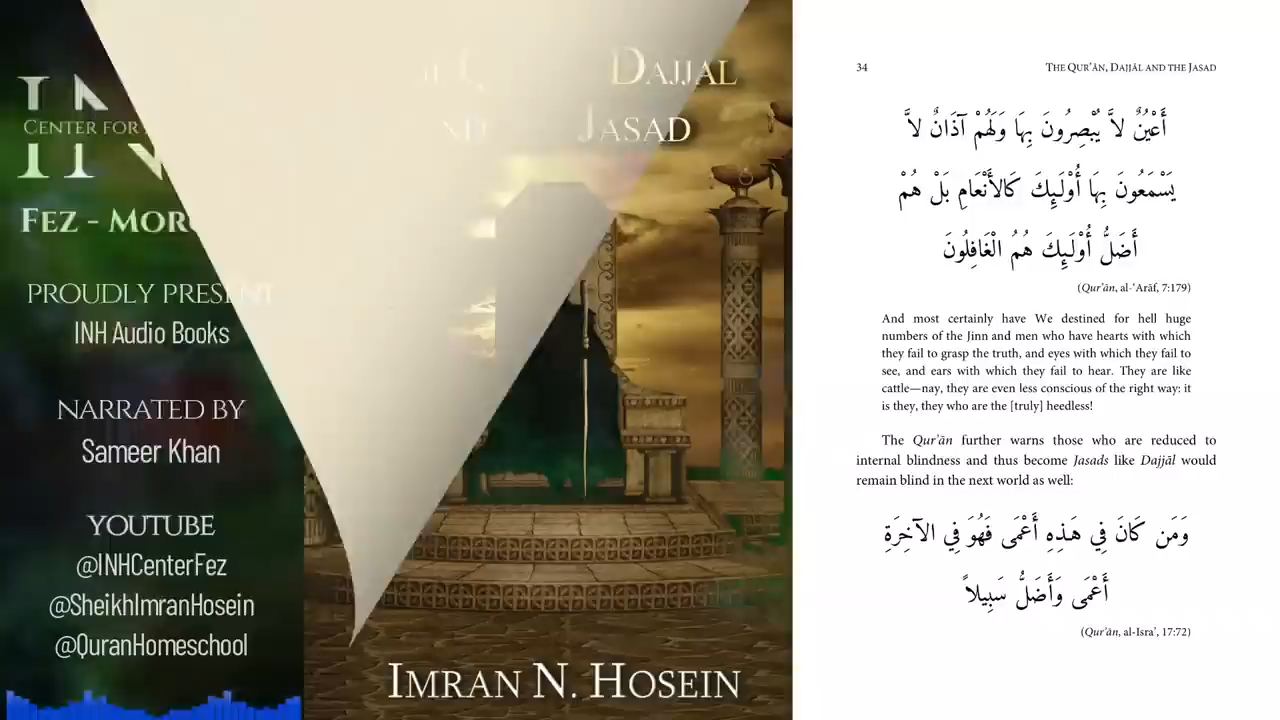 CENTER FOR
FEZ - MOR
PROUDLY PRESENT
INH Audio Books
NARRATED BY
Sameer Khan
YOUTUBE
@INHCenterFez
@SheikhImranHosein
@QuranHomeschool
DAJJAL
JASAD
IMRAN N. HOSEIN
34 THE QUR'ĀN, DAJJĀL AND THE JASAD
أَعْيُنٌ لاَّ يُبْصِرُونَ بِهَا وَلَهُمْ آذَانٌ لاَّ
يَسْمَعُونَ بِهَا أُوْلَـئِكَ كَالأَنْعَامِ بَلْ هُمْ
أَضَلُّ أُوْلَـئِكَ هُمُ الْغَافِلُونَ
(Qur'ān, al-'Arāf, 7:179)
And most certainly have We destined for hell huge
numbers of the Jinn and men who have hearts with which
they fail to grasp the truth, and eyes with which they fail to
see, and ears with which they fail to hear. They are like
cattle—nay, they are even less conscious of the right way: it
is they, they who are the [truly] heedless!
The Qur'ān further warns those who are reduced to
internal blindness and thus become Jasads like Dajjāl would
remain blind in the next world as well:
وَمَن كَانَ فِي هَـذِهِ أَعْمَى فَهُوَ فِي الآخِرَةِ
أَعْمَى وَأَضَلُّ سَبِيلاً
(Qur'ān, al-Isra', 17:72)